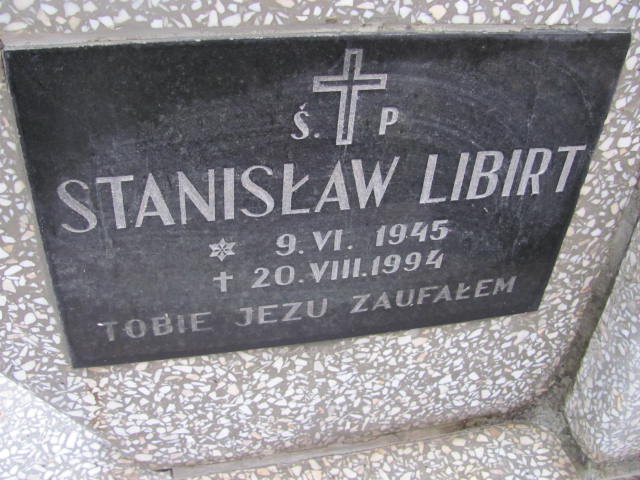 Ś. P
STANISŁAW LIBIRT
9. VI. 1945
20. VIII. 1994
TOBIE JEZU ZAUFAŁEM